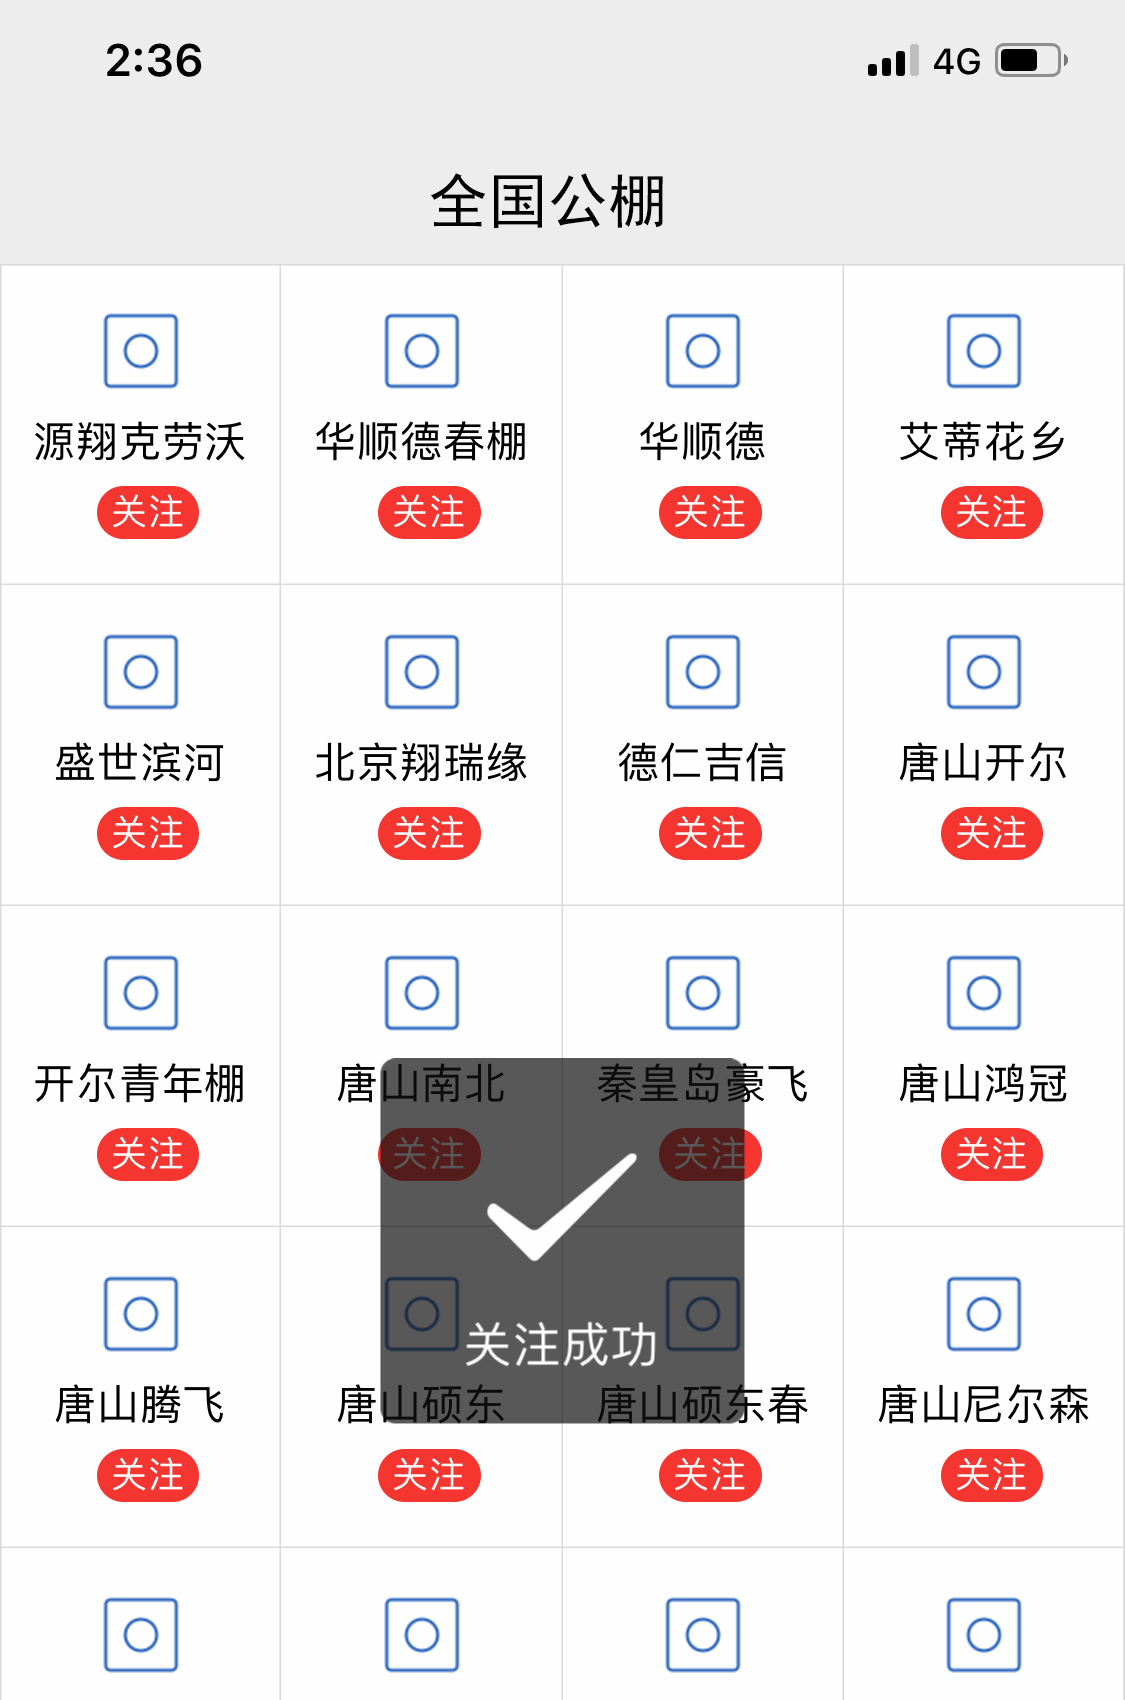 2:36 4G
全国公棚
源翔克劳沃 华顺德春棚 华顺德 艾蒂花乡
关注 关注 关注 关注
盛世滨河 北京翔瑞缘 德仁吉信 唐山开尔
关注 关注 关注 关注
开尔青年棚 唐山南北 秦皇岛豪飞 唐山鸿冠
关注 关注 关注 关注
关注成功
唐山腾飞 唐山硕东 唐山硕东春 唐山尼尔森
关注 关注 关注 关注